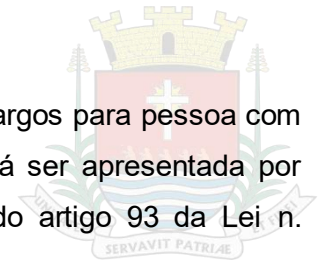 argos para pessoa com
á ser apresentada por
do artigo 93 da Lei n.
SERVAVIT PATRIAE